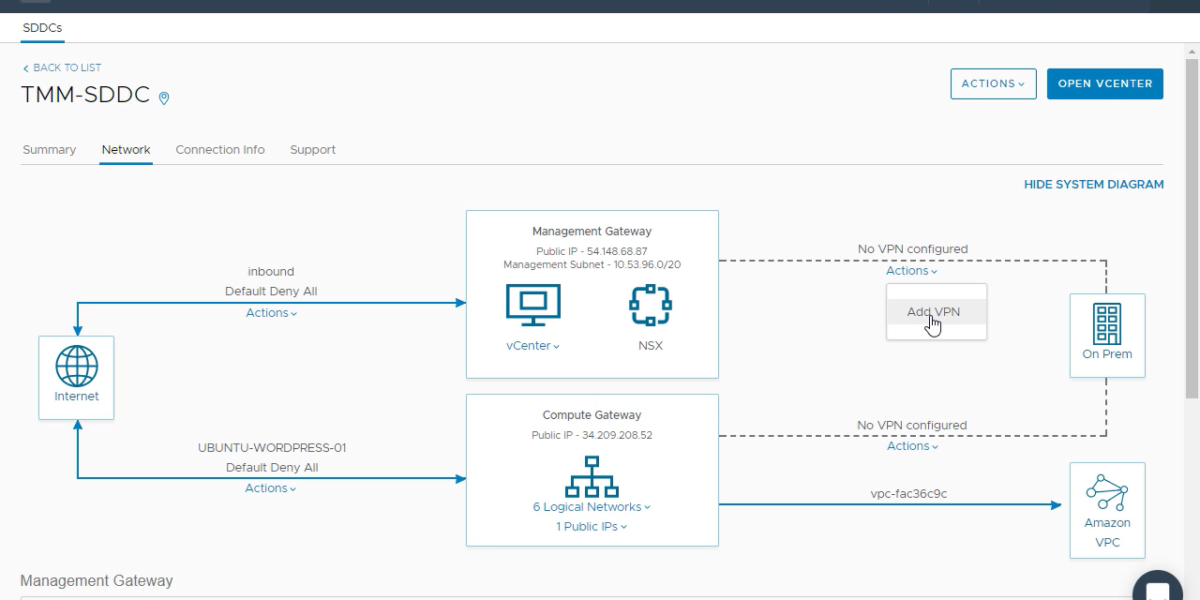 SDDCs
BACK TO LIST
TMM-SDDC
ACTIONS
OPEN VCENTER
Summary
Network
Connection Info
Support
HIDE SYSTEM DIAGRAM
Management Gateway
Public IP - 54.148.68.87
Management Subnet - 10.53.96.0/20
vCenter
NSX
inbound
Default Deny All
Actions
No VPN configured
Actions
Add VPN
On Prem
Internet
Compute Gateway
Public IP - 34.209.208.52
6 Logical Networks
1 Public IPs
UBUNTU-WORDPRESS-01
Default Deny All
Actions
No VPN configured
Actions
vpc-fac36c9c
Amazon
VPC
Management Gateway